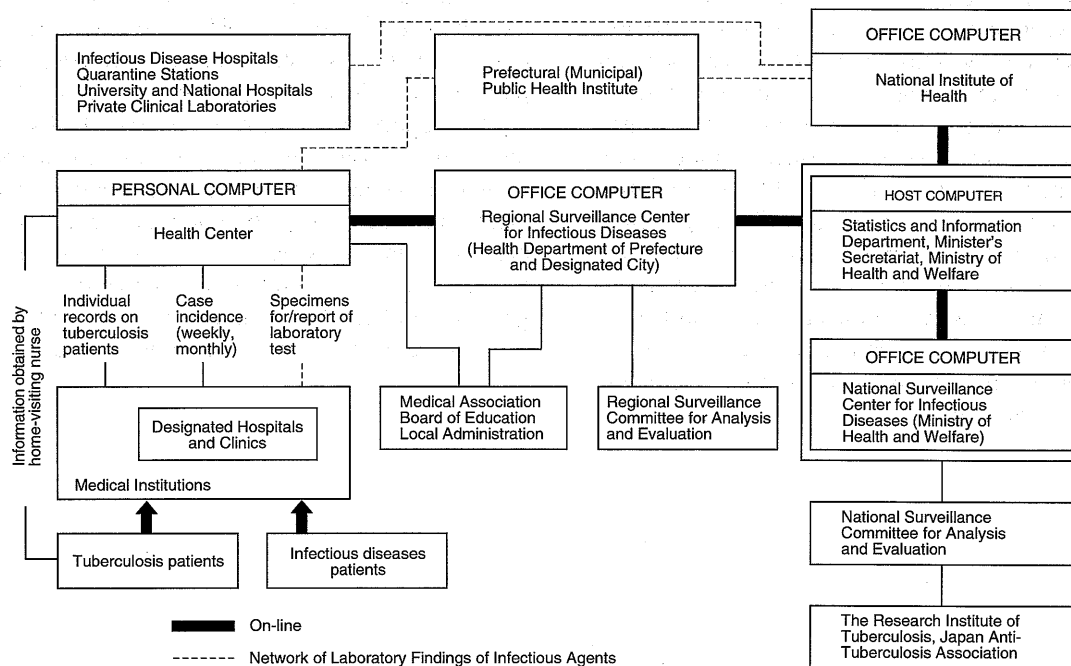 Infectious Disease Hospitals
Quarantine Stations
University and National Hospitals
Private Clinical Laboratories
Prefectural (Municipal)
Public Health Institute
OFFICE COMPUTER
National Institute of
Health
PERSONAL COMPUTER
Health Center
OFFICE COMPUTER
Regional Surveillance Center
for Infectious Diseases
(Health Department of Prefecture
and Designated City)
HOST COMPUTER
Statistics and Information
Department, Minister's
Secretariat, Ministry of
Health and Welfare
Information obtained by
home-visiting nurse
Individual
records on
tuberculosis
patients
Case
incidence
(weekly,
monthly)
Specimens
for/report of
laboratory
test
OFFICE COMPUTER
National Surveillance
Center for Infectious
Diseases (Ministry
of Health and Welfare)
Designated Hospitals
and Clinics
Medical Institutions
Medical Association
Board of Education
Local Administration
Regional Surveillance
Committee for Analysis
and Evaluation
Tuberculosis patients
Infectious diseases
patients
National Surveillance
Committee for Analysis
and Evaluation
The Research Institute of
Tuberculosis, Japan Anti-
Tuberculosis Association
On-line
Network of Laboratory Findings of Infectious Agents